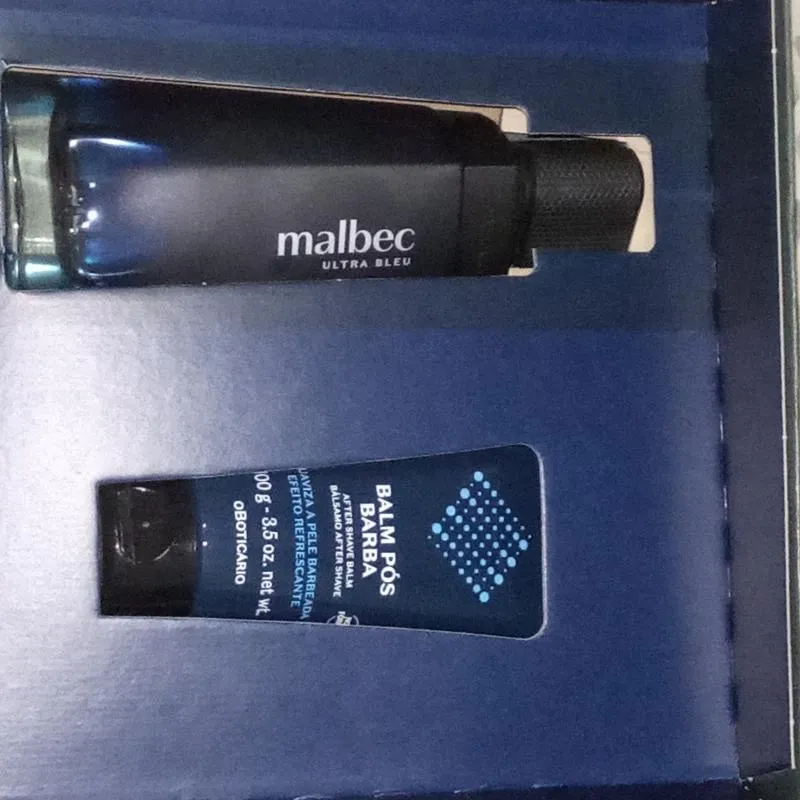 malbec
ULTRA BLEU
BALM PÓS
BARBA
AFTER SHAVE BALM
BÁLSAMO AFTER SHAVE
A PELE BARBEADA
EFEITO REFRESCANTE
100 g - 3.5 oz. net wt.
oBOTICÁRIO